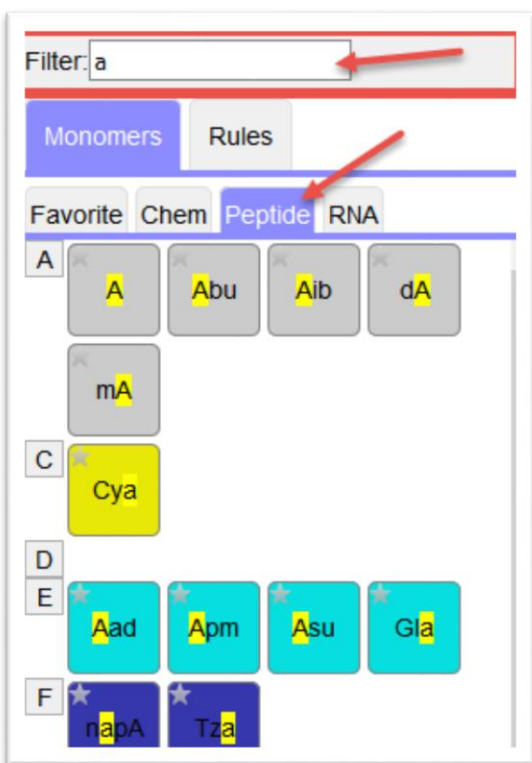 Filter: a
Monomers Rules
Favorite Chem Peptide RNA
A A Abu Aib dA
mA
C Cya
D
E Aad Apm Asu Gla
F napA Tza